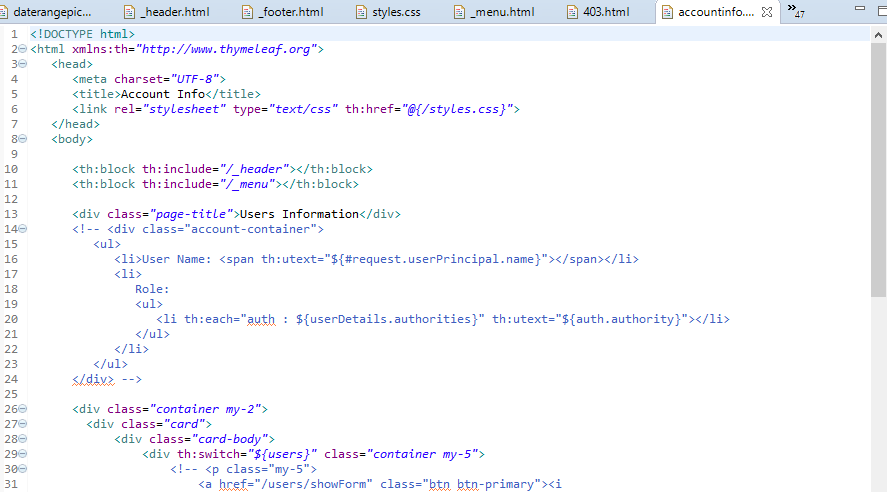 daterangepic... _header.html _footer.html styles.css _menu.html 403.html accountinfo.... »47
1 <!DOCTYPE html>
2 <html xmlns:th="http://www.thymeleaf.org">
3 <head>
4 <meta charset="UTF-8">
5 <title>Account Info</title>
6 <link rel="stylesheet" type="text/css" th:href="@{/styles.css}">
7 </head>
8 <body>
9
10 <th:block th:include="/_header"></th:block>
11 <th:block th:include="/_menu"></th:block>
12
13 <div class="page-title">Users Information</div>
14 <!-- <div class="account-container">
15 <ul>
16 <li>User Name: <span th:utext="${#request.userPrincipal.name}"></span></li>
17 <li>
18 Role:
19 <ul>
20 <li th:each="auth : ${userDetails.authorities}" th:utext="${auth.authority}"></li>
21 </ul>
22 </li>
23 </ul>
24 </div> -->
25
26 <div class="container my-2">
27 <div class="card">
28 <div class="card-body">
29 <div th:switch="${users}" class="container my-5">
30 <!-- <p class="my-5">
31 <a href="/users/showForm" class="btn btn-primary"><i